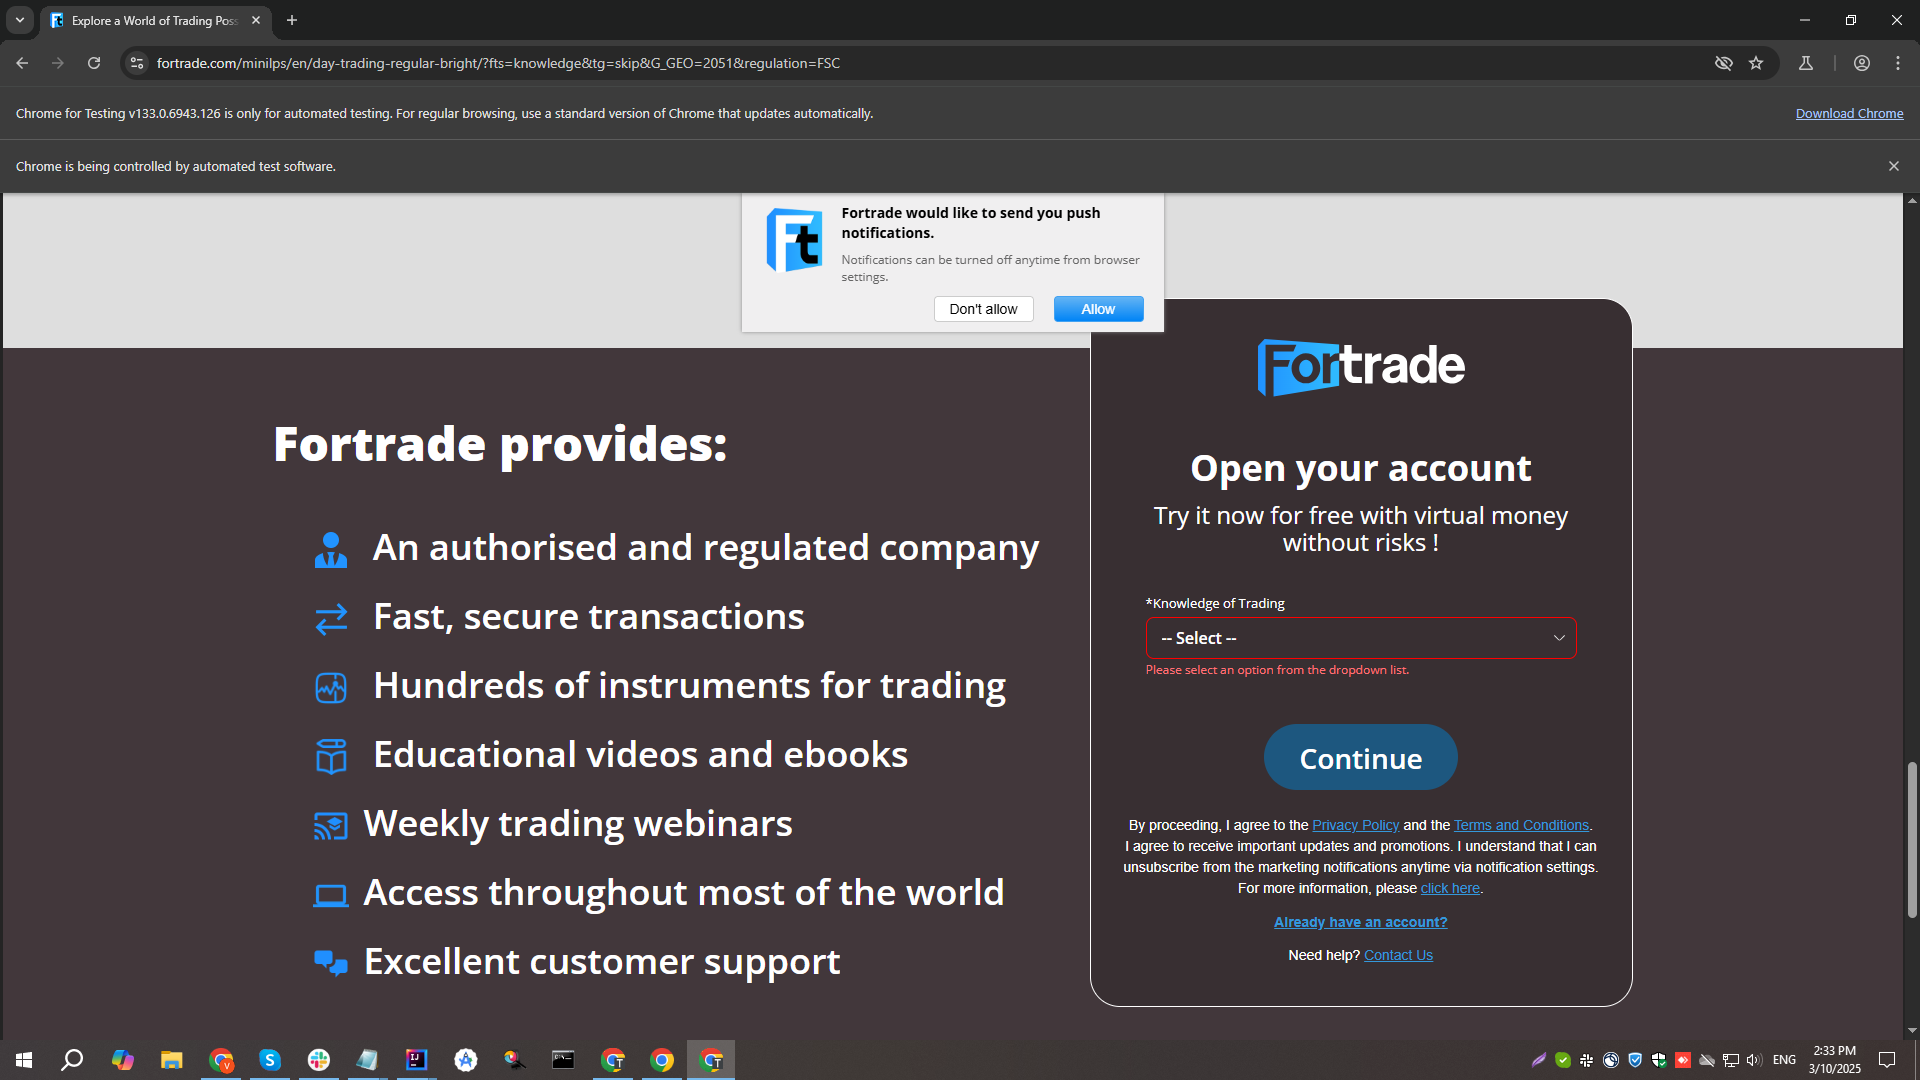 Explore a World of Trading Pos
fortrade.com/minilps/en/day-trading-regular-bright/?fts=knowledge&tg=skip&G_GEO=2051&regulation=FSC
Chrome for Testing v133.0.6943.126 is only for automated testing. For regular browsing, use a standard version of Chrome that updates automatically.
Download Chrome
Chrome is being controlled by automated test software.
Ft
Fortrade would like to send you push
notifications.
Notifications can be turned off anytime from browser
settings.
Don't allow
Allow
Fortrade provides:
An authorised and regulated company
Fast, secure transactions
Hundreds of instruments for trading
Educational videos and ebooks
Weekly trading webinars
Access throughout most of the world
Excellent customer support
Fortrade
Open your account
Try it now for free with virtual money
without risks !
*Knowledge of Trading
-- Select --
Please select an option from the dropdown list.
Continue
By proceeding, I agree to the Privacy Policy and the Terms and Conditions.
I agree to receive important updates and promotions. I understand that I can
unsubscribe from the marketing notifications anytime via notification settings.
For more information, please click here.
Already have an account?
Need help? Contact Us
ENG
2:33 PM
3/10/2025